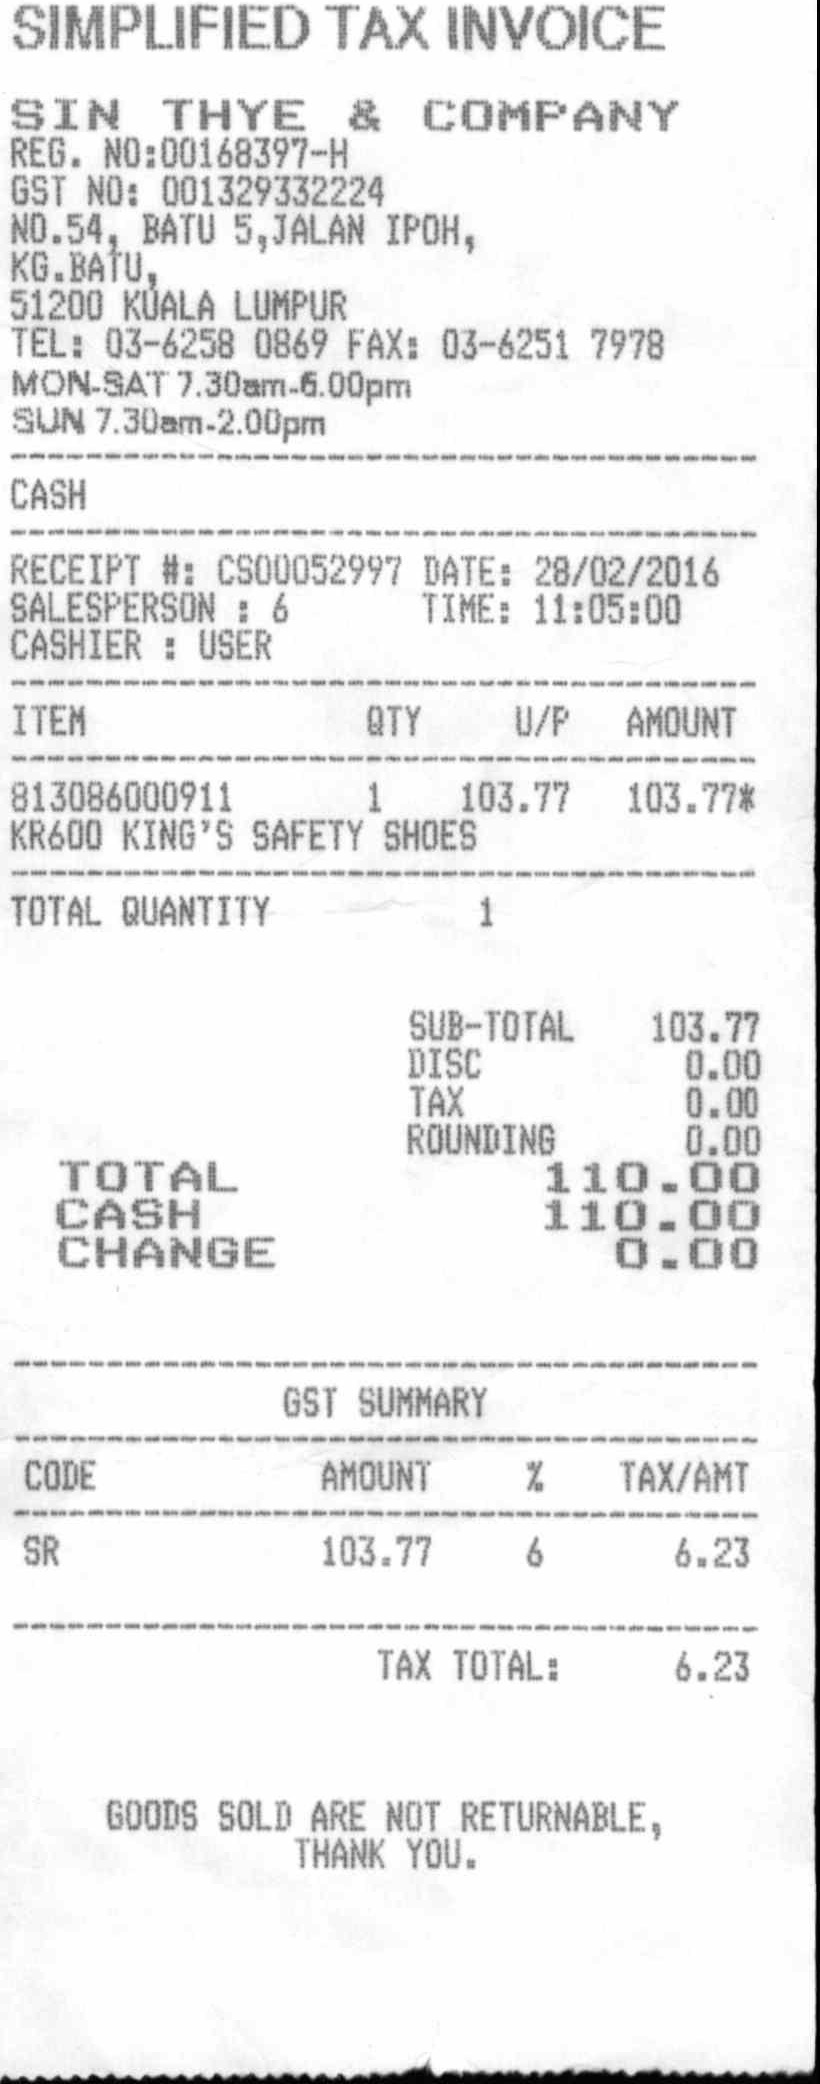 SIMPLIFIED TAX INVOICE
SIN THYE & COMPANY
REG. NO:00168397-H
GST NO: 001329332224
NO.54, BATU 5,JALAN IPOH,
KG.BATU,
51200 KUALA LUMPUR
TEL: 03-6258 0869 FAX: 03-6251 7978
MON-SAT 7.30am-6.00pm
SUN 7.30am-2.00pm
CASH
RECEIPT #: CS00052997 DATE: 28/02/2016
SALESPERSON : 6 TIME: 11:05:00
CASHIER : USER
ITEM QTY U/P AMOUNT
813086000911 1 103.77 103.77*
KR600 KING'S SAFETY SHOES
TOTAL QUANTITY 1
SUB-TOTAL 103.77
DISC 0.00
TAX 0.00
ROUNDING 0.00
TOTAL 110.00
CASH 110.00
CHANGE 0.00
GST SUMMARY
CODE AMOUNT % TAX/AMT
SR 103.77 6 6.23
TAX TOTAL: 6.23
GOODS SOLD ARE NOT RETURNABLE,
THANK YOU.